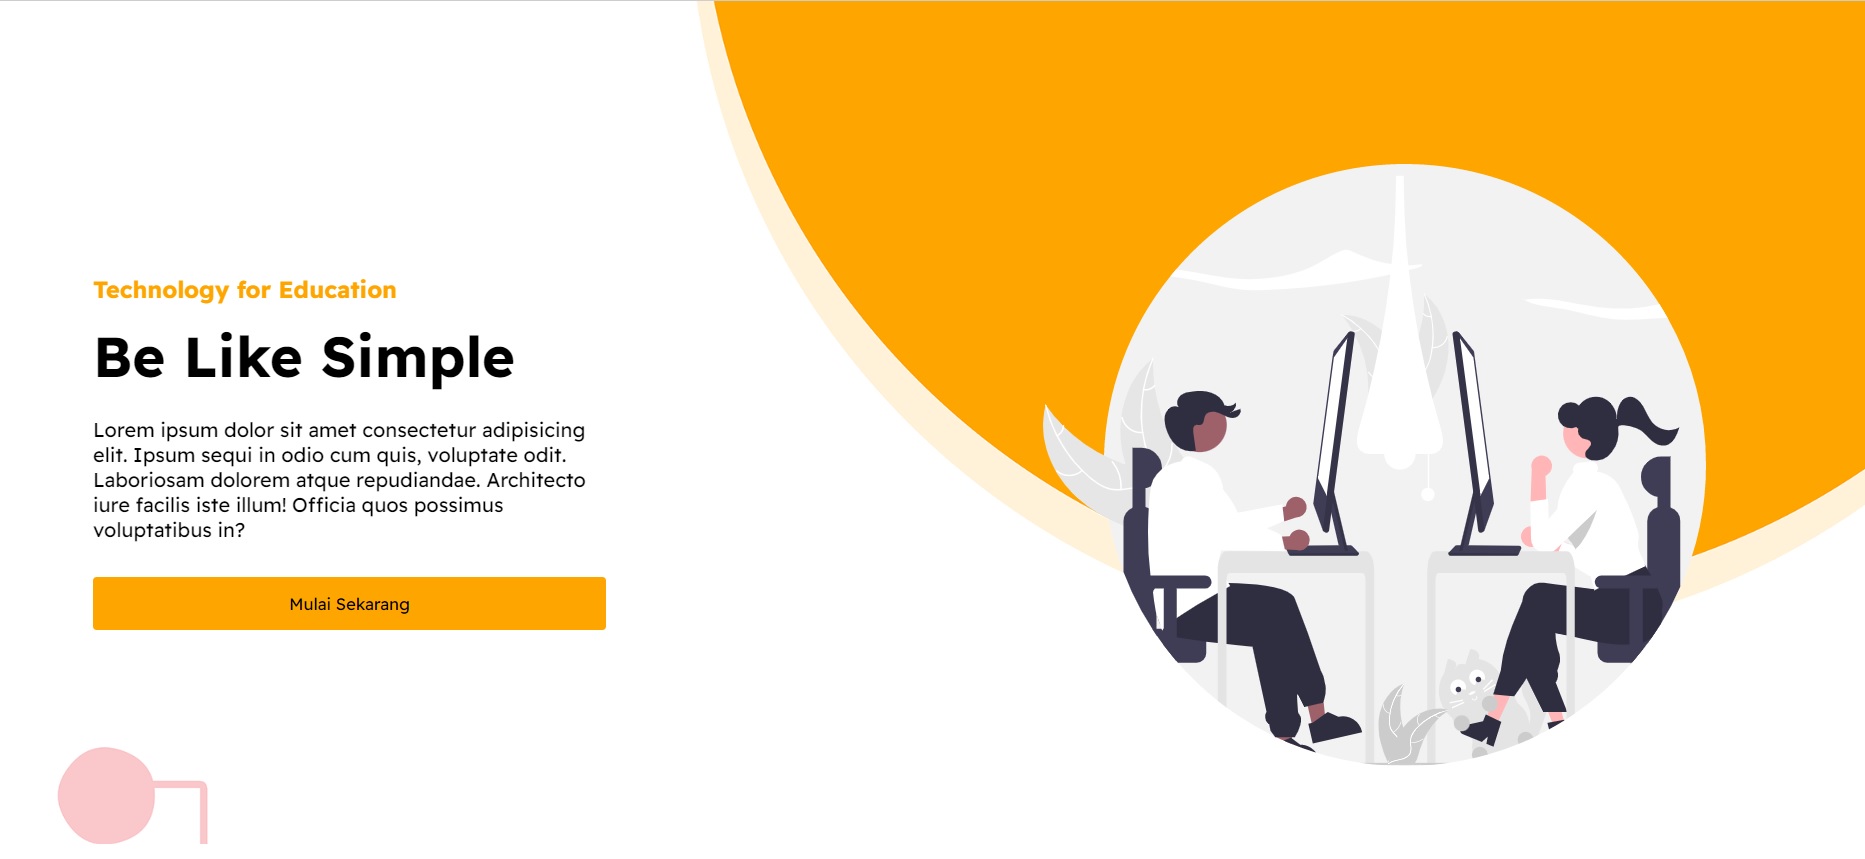 Technology for Education
Be Like Simple
Lorem ipsum dolor sit amet consectetur adipisicing
elit. Ipsum sequi in odio cum quis, voluptate odit.
Laboriosam dolorem atque repudiandae. Architecto
iure facilis iste illum! Officia quos possimus
voluptatibus in?
Mulai Sekarang